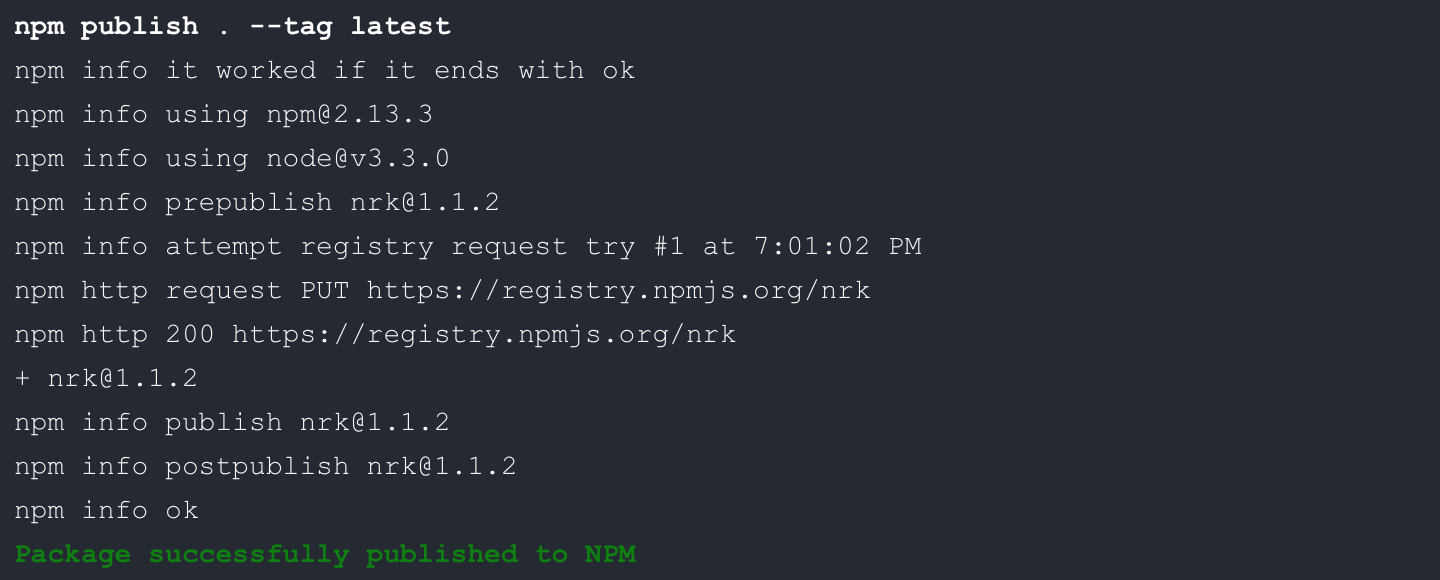 npm publish . --tag latest
npm info it worked if it ends with ok
npm info using npm@2.13.3
npm info using node@v3.3.0
npm info prepublish nrk@1.1.2
npm info attempt registry request try #1 at 7:01:02 PM
npm http request PUT https://registry.npmjs.org/nrk
npm http 200 https://registry.npmjs.org/nrk
+ nrk@1.1.2
npm info publish nrk@1.1.2
npm info postpublish nrk@1.1.2
npm info ok
Package successfully published to NPM